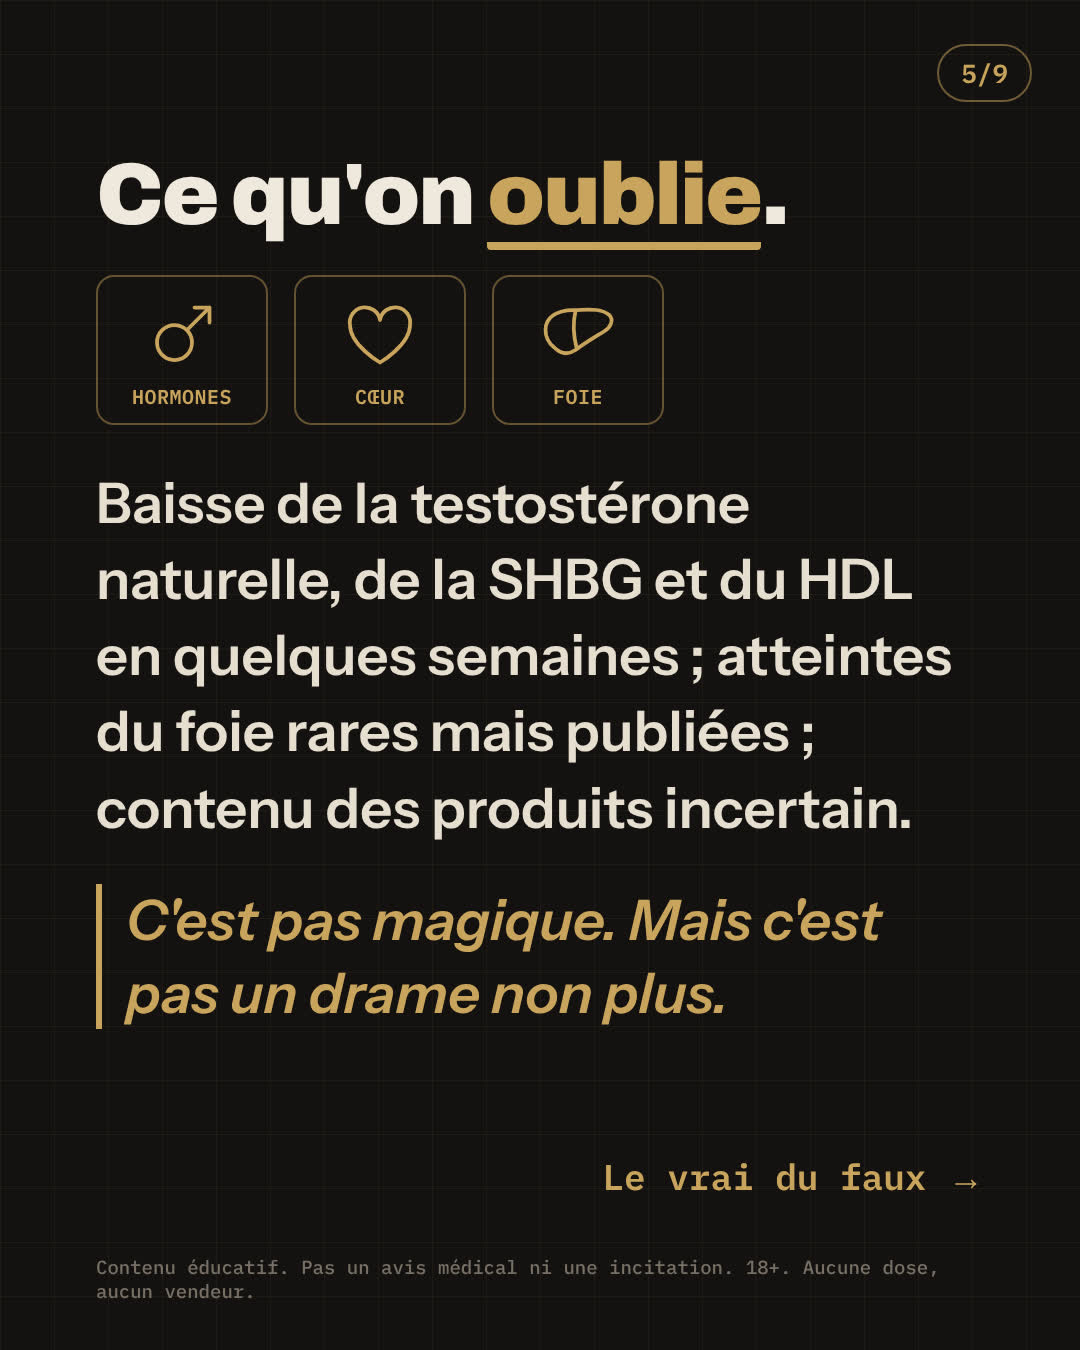 5/9
Ce qu'on oublie.
HORMONES
CŒUR
FOIE
Baisse de la testostérone
naturelle, de la SHBG et du HDL
en quelques semaines ; atteintes
du foie rares mais publiées ;
contenu des produits incertain.
C'est pas magique. Mais c'est
pas un drame non plus.
Le vrai du faux →
Contenu éducatif. Pas un avis médical ni une incitation. 18+. Aucune dose,
aucun vendeur.